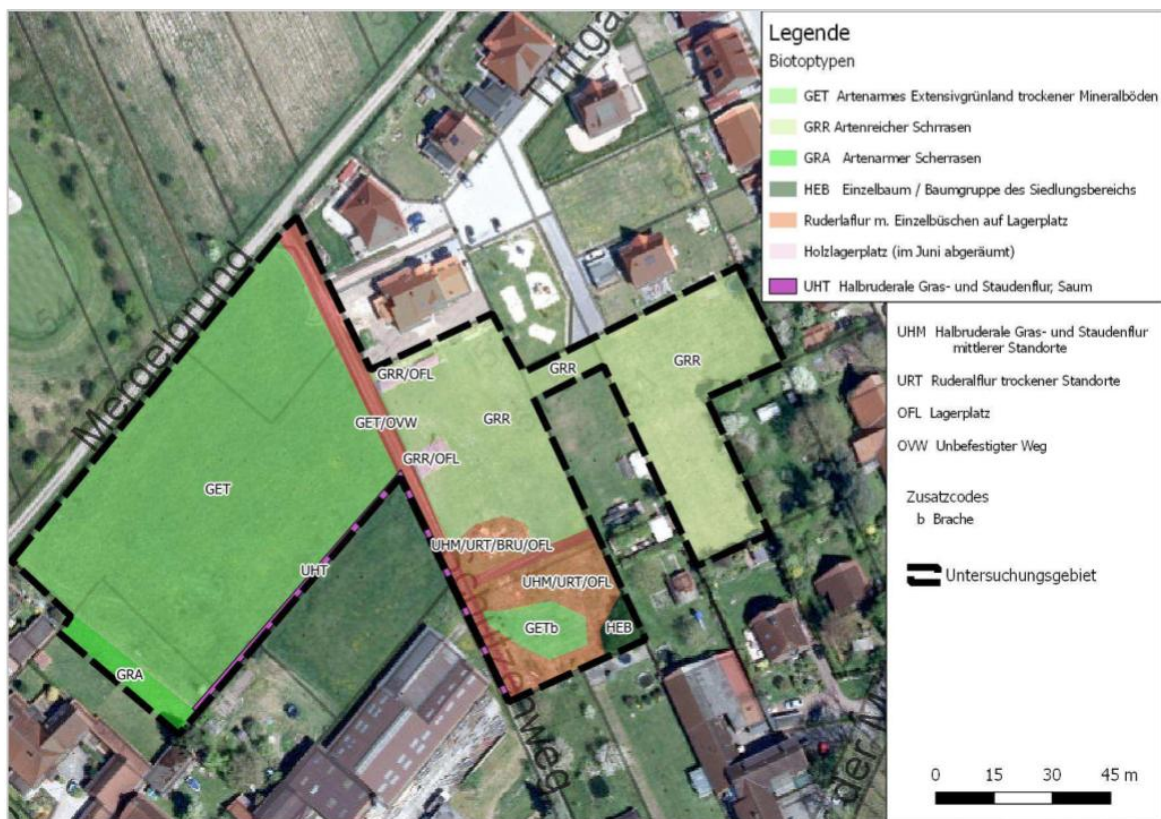 Legende
Biotoptypen
GET Artenarmes Extensivgrünland trockener Mineralböden
GRR Artenreicher Schrrasen
GRA Artenarmer Scherrasen
HEB Einzelbaum / Baumgruppe des Siedlungsbereichs
Ruderlaflur m. Einzelbüschen auf Lagerplatz
Holzlagerplatz (im Juni abgeräumt)
UHT Halbruderale Gras- und Staudenflur, Saum
UHM Halbruderale Gras- und Staudenflur
mittlerer Standorte
URT Ruderalflur trockener Standorte
OFL Lagerplatz
OVW Unbefestigter Weg
Zusatzcodes
b Brache
Untersuchungsgebiet
0 15 30 45 m
Mergelgrund
GRR
GRR
GRR/OFL
GRR
GET/OVW
GRR/OFL
GET
UHM/URT/BRU/OFL
UHT
UHM/URT/OFL
GETb
HEB
GRA
der